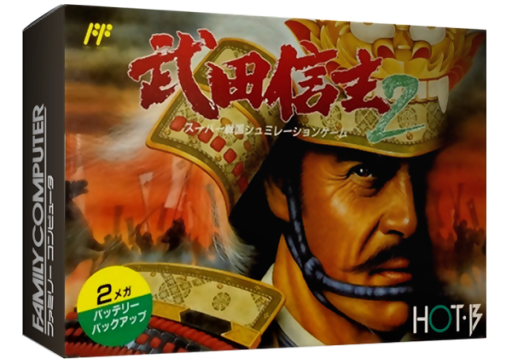 FF
武田信玄2
スーパー戦国シュミレーションゲーム
FAMILY COMPUTER
ファミリー コンピュータ
2メガ
バッテリー
バックアップ
HOT・B